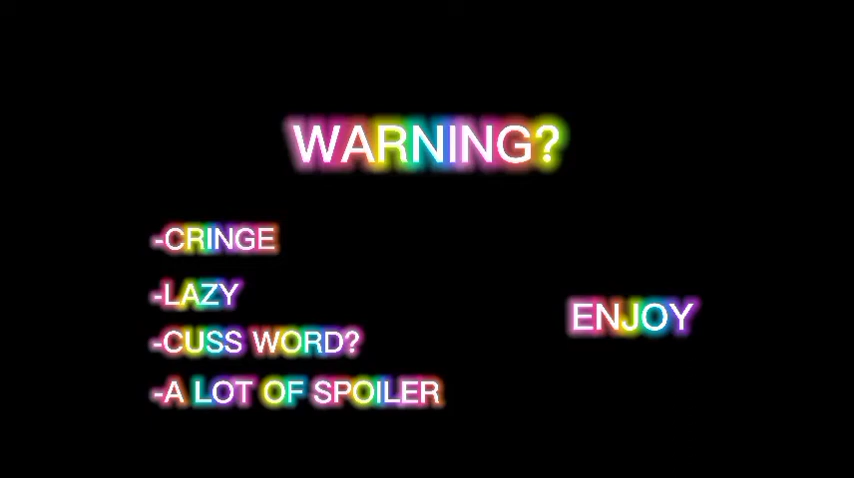 WARNING?
-CRINGE
-LAZY
-CUSS WORD?
-A LOT OF SPOILER
ENJOY